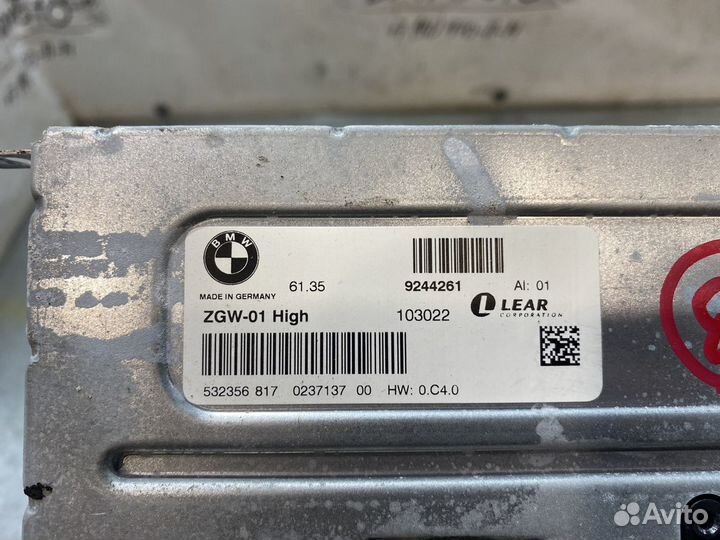 BMW
MADE IN GERMANY
61.35
9244261
AI: 01
ZGW-01 High
103022
LEAR
CORPORATION
532356 817 0237137 00 HW: 0.C4.0
Avito